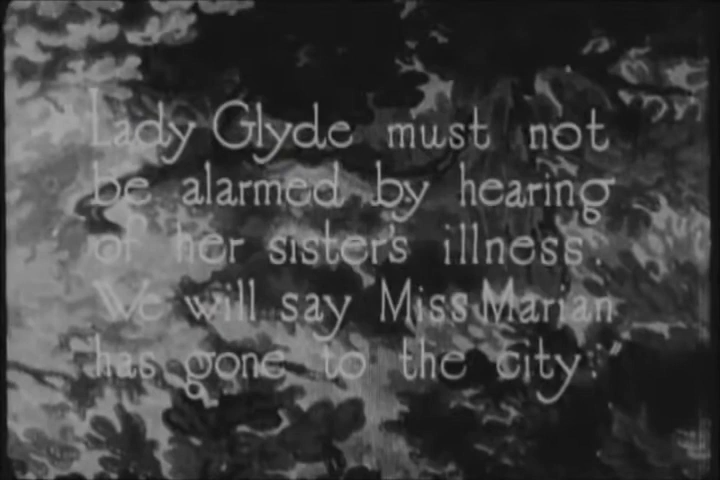 Lady Glyde must not
be alarmed by hearing
of her sister's illness.
We will say Miss Marian
has gone to the city.